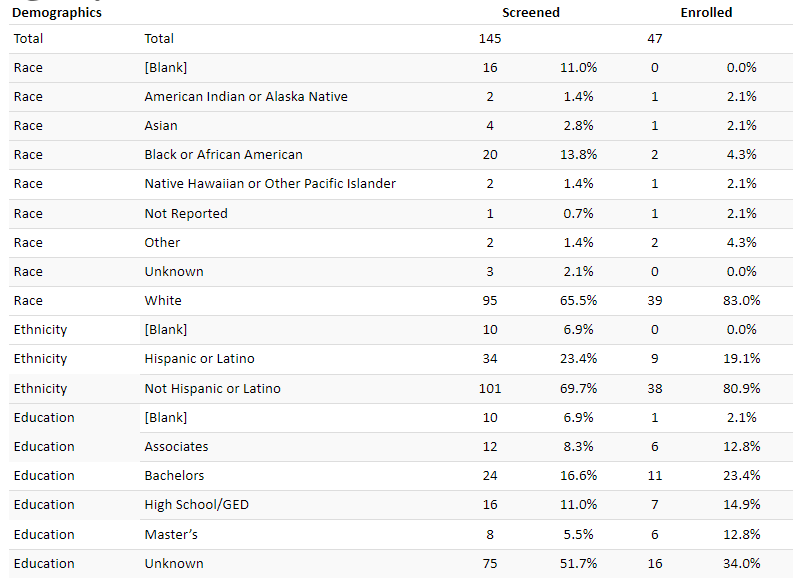 Demographics Screened Enrolled
Total Total 145 47
Race [Blank] 16 11.0% 0 0.0%
Race American Indian or Alaska Native 2 1.4% 1 2.1%
Race Asian 4 2.8% 1 2.1%
Race Black or African American 20 13.8% 2 4.3%
Race Native Hawaiian or Other Pacific Islander 2 1.4% 1 2.1%
Race Not Reported 1 0.7% 1 2.1%
Race Other 2 1.4% 2 4.3%
Race Unknown 3 2.1% 0 0.0%
Race White 95 65.5% 39 83.0%
Ethnicity [Blank] 10 6.9% 0 0.0%
Ethnicity Hispanic or Latino 34 23.4% 9 19.1%
Ethnicity Not Hispanic or Latino 101 69.7% 38 80.9%
Education [Blank] 10 6.9% 1 2.1%
Education Associates 12 8.3% 6 12.8%
Education Bachelors 24 16.6% 11 23.4%
Education High School/GED 16 11.0% 7 14.9%
Education Master’s 8 5.5% 6 12.8%
Education Unknown 75 51.7% 16 34.0%